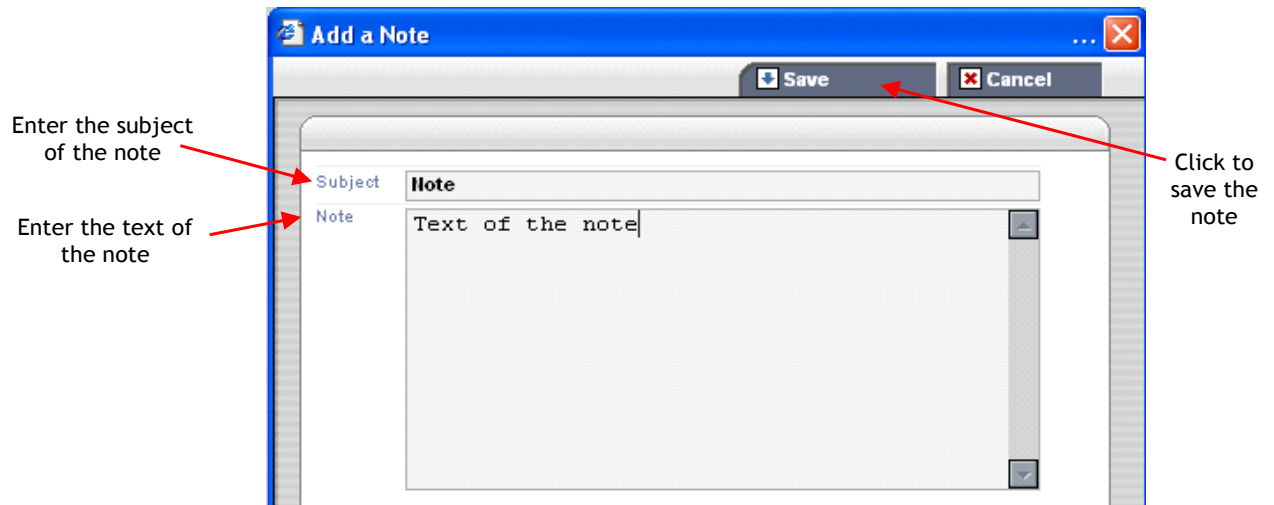 Add a Note ...
Save Cancel
Enter the subject
of the note
Subject Note
Click to
save the
note
Enter the text of
the note
Note Text of the note